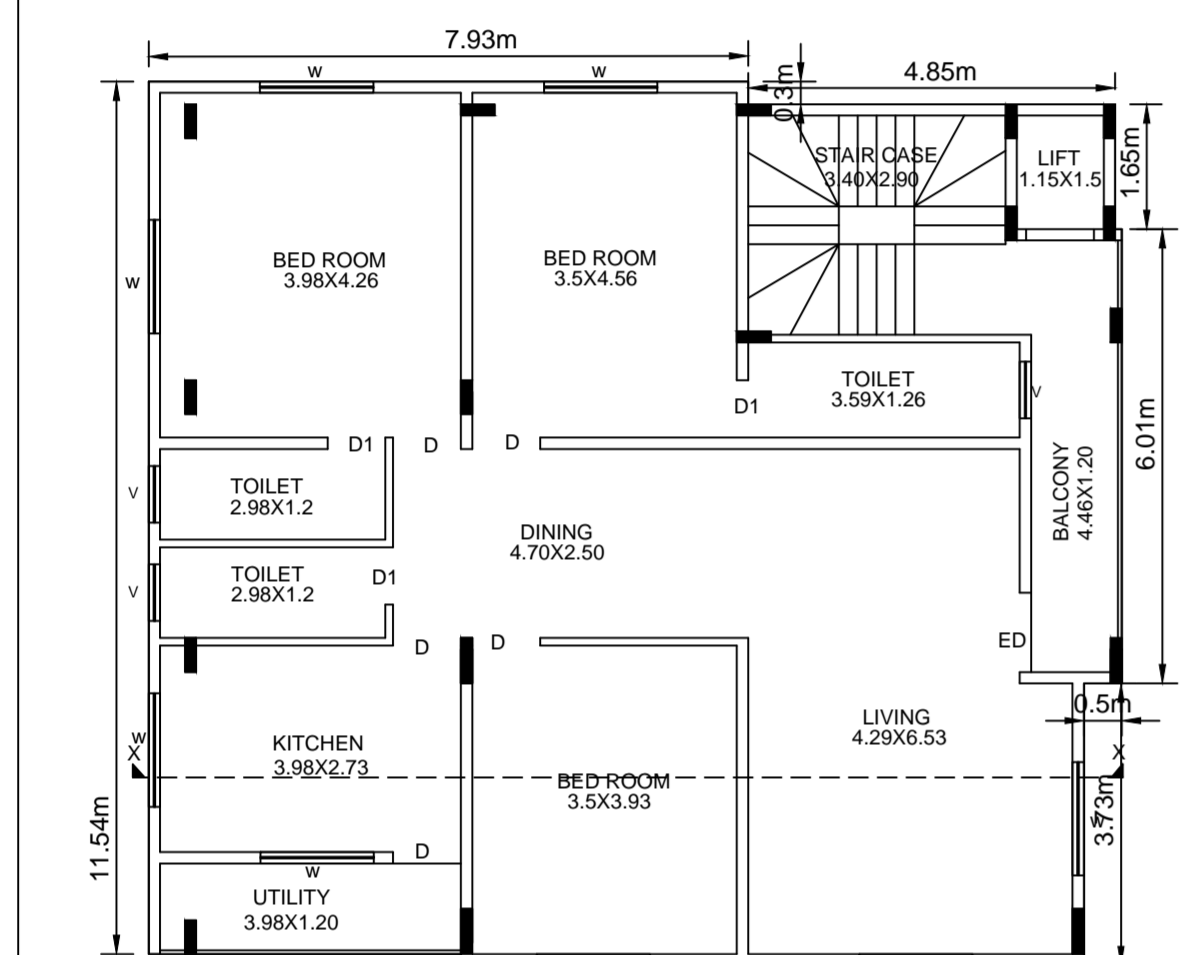 7.93m
W
W
0.3m
4.85m
STAIR CASE
3.40X2.90
LIFT
1.15X1.5
1.65m
BED ROOM
3.98X4.26
BED ROOM
3.5X4.56
W
TOILET
3.59X1.26
V
D1
D1
D
D
6.01m
BALCONY
4.46X1.20
TOILET
2.98X1.2
V
DINING
4.70X2.50
TOILET
2.98X1.2
V
D1
D
D
ED
0.5m
LIVING
4.29X6.53
KITCHEN
3.98X2.73
W
X
X
BED ROOM
3.5X3.93
W
3.73m
11.54m
D
W
UTILITY
3.98X1.20